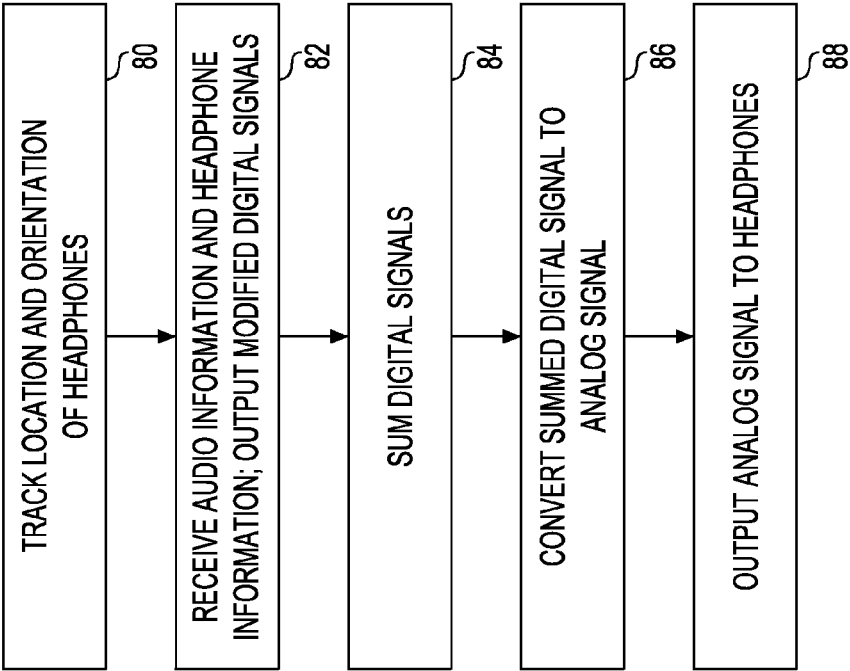 TRACK LOCATION AND ORIENTATION
OF HEADPHONES
80
RECEIVE AUDIO INFORMATION AND HEADPHONE
INFORMATION; OUTPUT MODIFIED DIGITAL SIGNALS
82
SUM DIGITAL SIGNALS
84
CONVERT SUMMED DIGITAL SIGNAL TO
ANALOG SIGNAL
86
OUTPUT ANALOG SIGNAL TO HEADPHONES
88